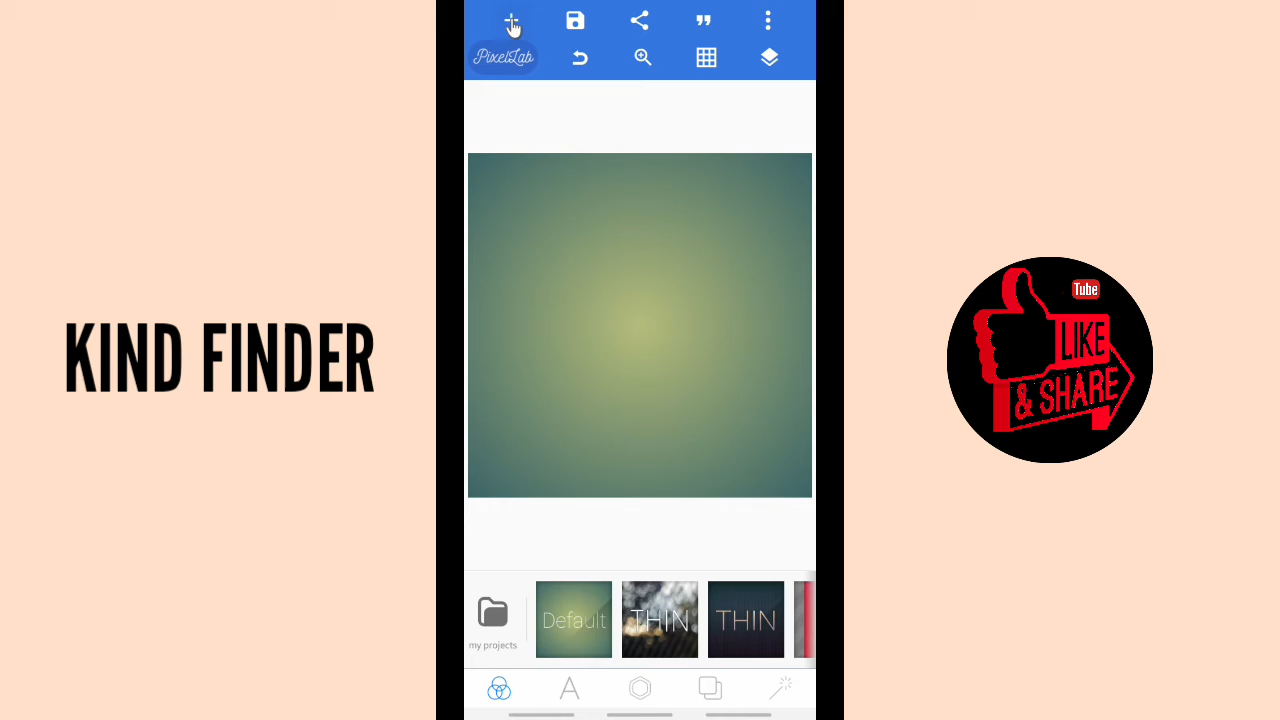 PixelLab
KIND FINDER
Tube
LIKE
& SHARE
my projects
Default
THIN
THIN